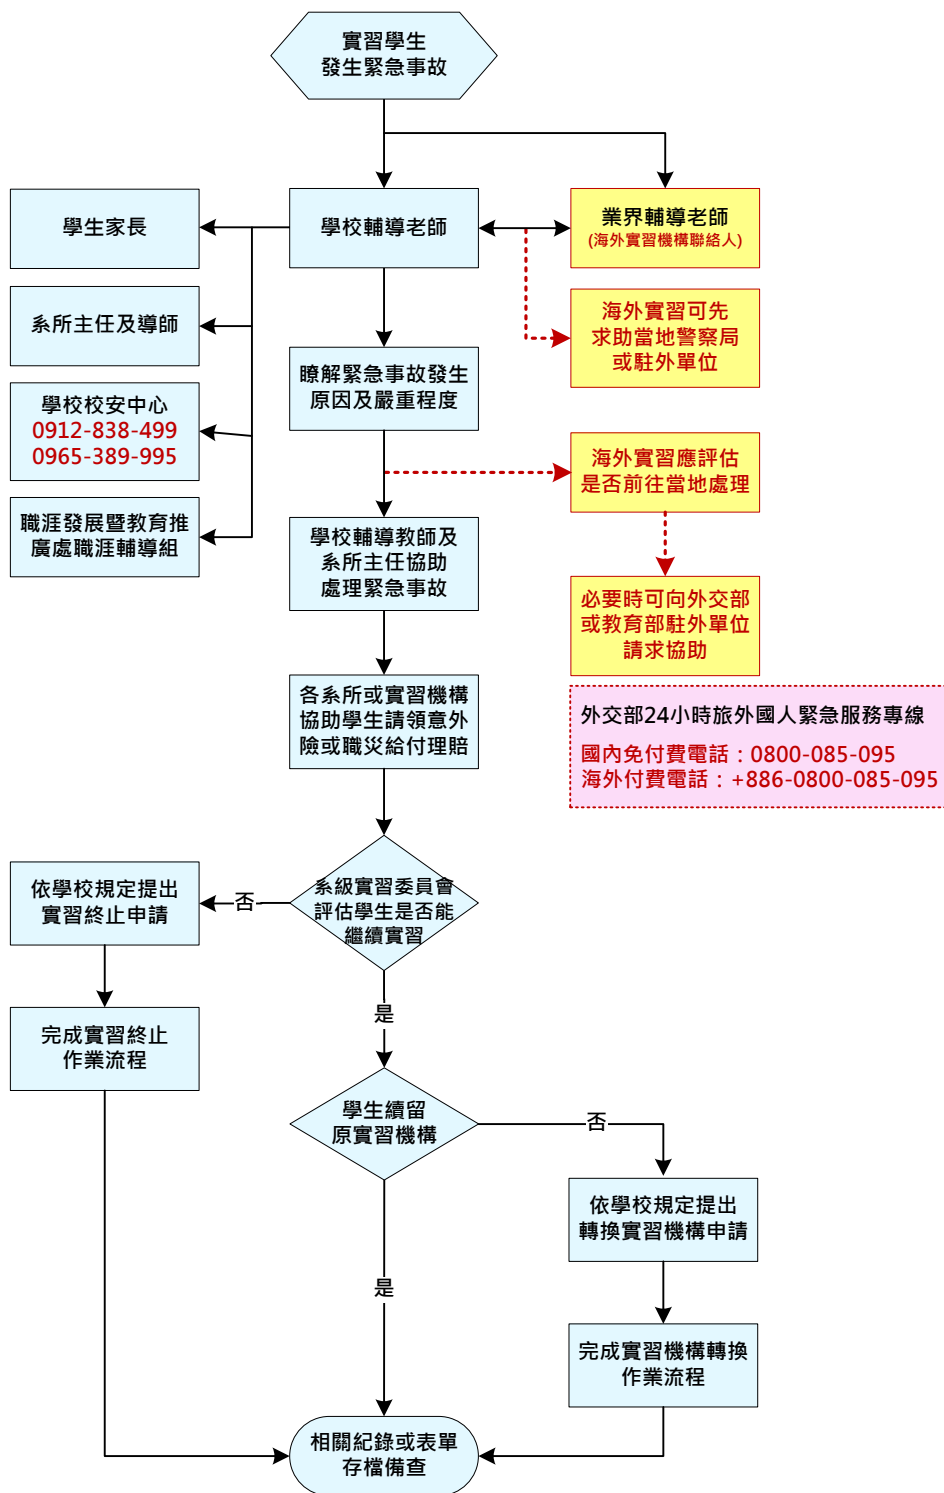 實習學生
發生緊急事故
學生家長
學校輔導老師
業界輔導老師
(海外實習機構聯絡人)
系所主任及導師
海外實習可先
求助當地警察局
或駐外單位
瞭解緊急事故發生
原因及嚴重程度
學校校安中心
0912-838-499
0965-389-995
海外實習應評估
是否前往當地處理
職涯發展暨教育推
廣處職涯輔導組
學校輔導教師及
系所主任協助
處理緊急事故
必要時可向外交部
或教育部駐外單位
請求協助
各系所或實習機構
協助學生請領意外
險或職災給付理賠
外交部24小時旅外國人緊急服務專線
國內免付費電話：0800-085-095
海外付費電話：+886-0800-085-095
系級實習委員會
評估學生是否能
繼續實習
否
依學校規定提出
實習終止申請
是
完成實習終止
作業流程
學生續留
原實習機構
否
依學校規定提出
轉換實習機構申請
是
完成實習機構轉換
作業流程
相關紀錄或表單
存檔備查